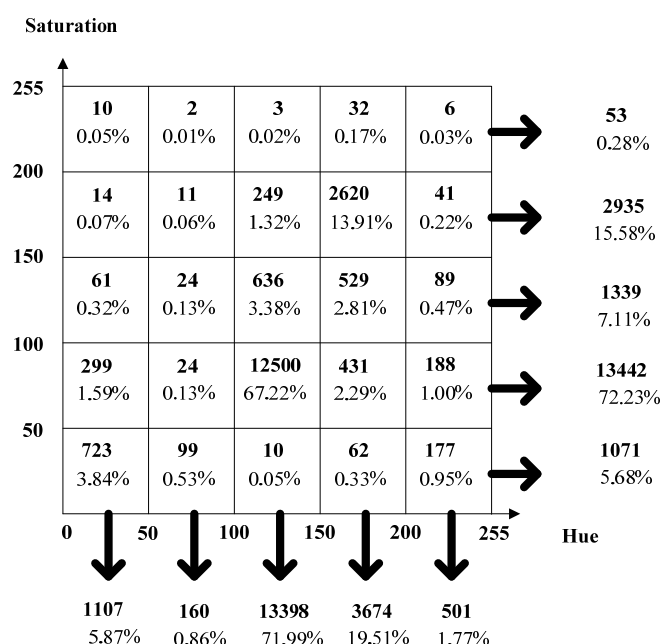 Saturation
255
10 2 3 32 6 53
0.05% 0.01% 0.02% 0.17% 0.03% 0.28%
200
14 11 249 2620 41 2935
0.07% 0.06% 1.32% 13.91% 0.22% 15.58%
150
61 24 636 529 89 1339
0.32% 0.13% 3.38% 2.81% 0.47% 7.11%
100
299 24 12500 431 188 13442
1.59% 0.13% 67.22% 2.29% 1.00% 72.23%
50
723 99 10 62 177 1071
3.84% 0.53% 0.05% 0.33% 0.95% 5.68%
0 50 100 150 200 255 Hue
1107 160 13398 3674 501
5.87% 0.86% 71.99% 19.51% 1.77%